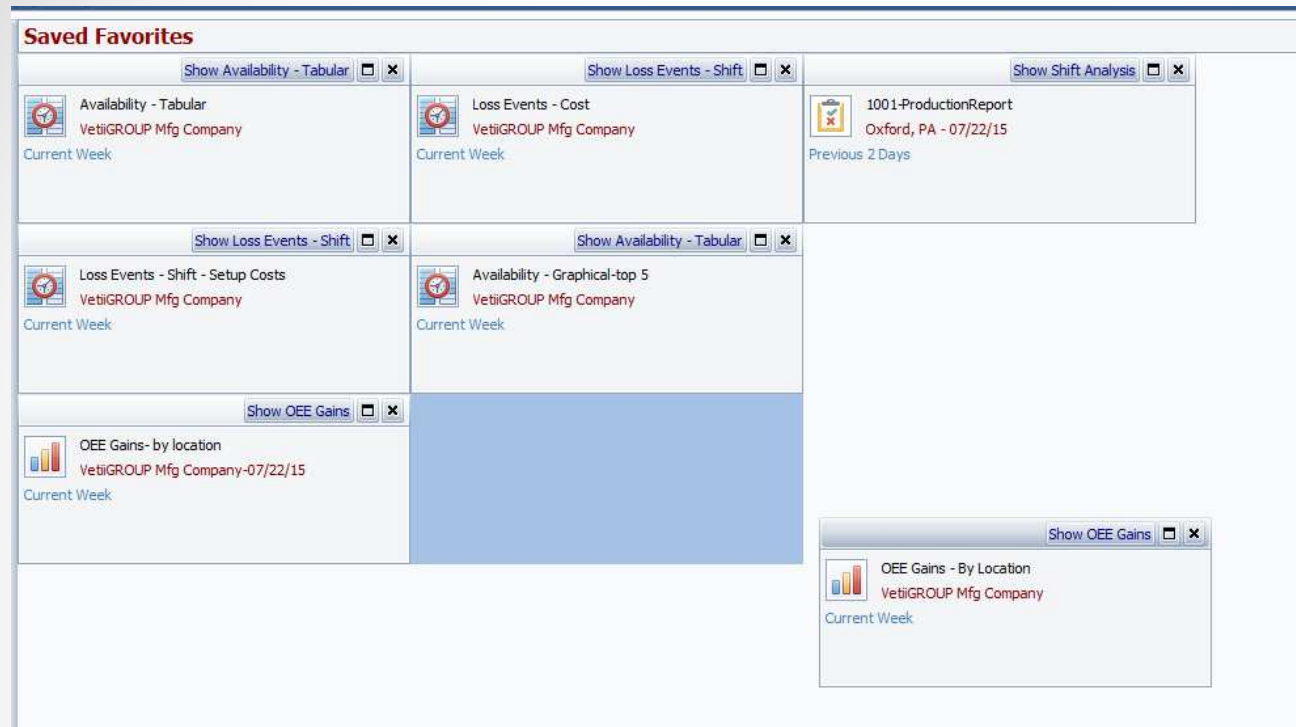 Saved Favorites
Show Availability - Tabular
Availability - Tabular
VetiiGROUP Mfg Company
Current Week
Show Loss Events - Shift
Loss Events - Cost
VetiiGROUP Mfg Company
Current Week
Show Shift Analysis
1001-ProductionReport
Oxford, PA - 07/22/15
Previous 2 Days
Show Loss Events - Shift
Loss Events - Shift - Setup Costs
VetiiGROUP Mfg Company
Current Week
Show Availability - Tabular
Availability - Graphical-top 5
VetiiGROUP Mfg Company
Current Week
Show OEE Gains
OEE Gains- by location
VetiiGROUP Mfg Company-07/22/15
Current Week
Show OEE Gains
OEE Gains - By Location
VetiiGROUP Mfg Company
Current Week